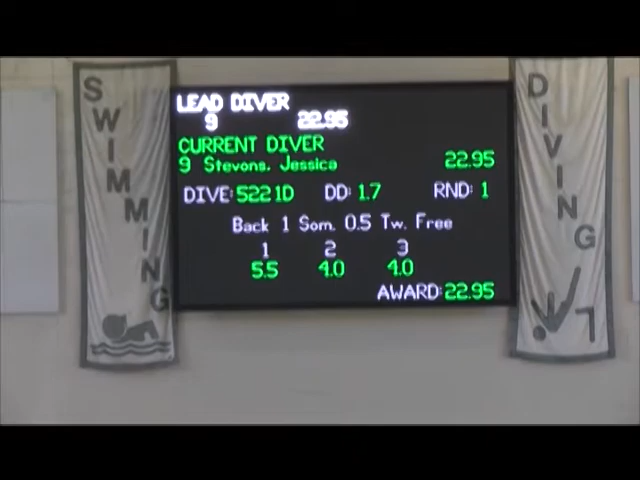 SWIMMING
LEAD DIVER
9 22.95
CURRENT DIVER
9 Stevons, Jessica 22.95
DIVE: 5221D DD: 1.7 RND: 1
Back 1 Som. 0.5 Tw. Free
1 2 3
5.5 4.0 4.0
AWARD: 22.95
DIVING